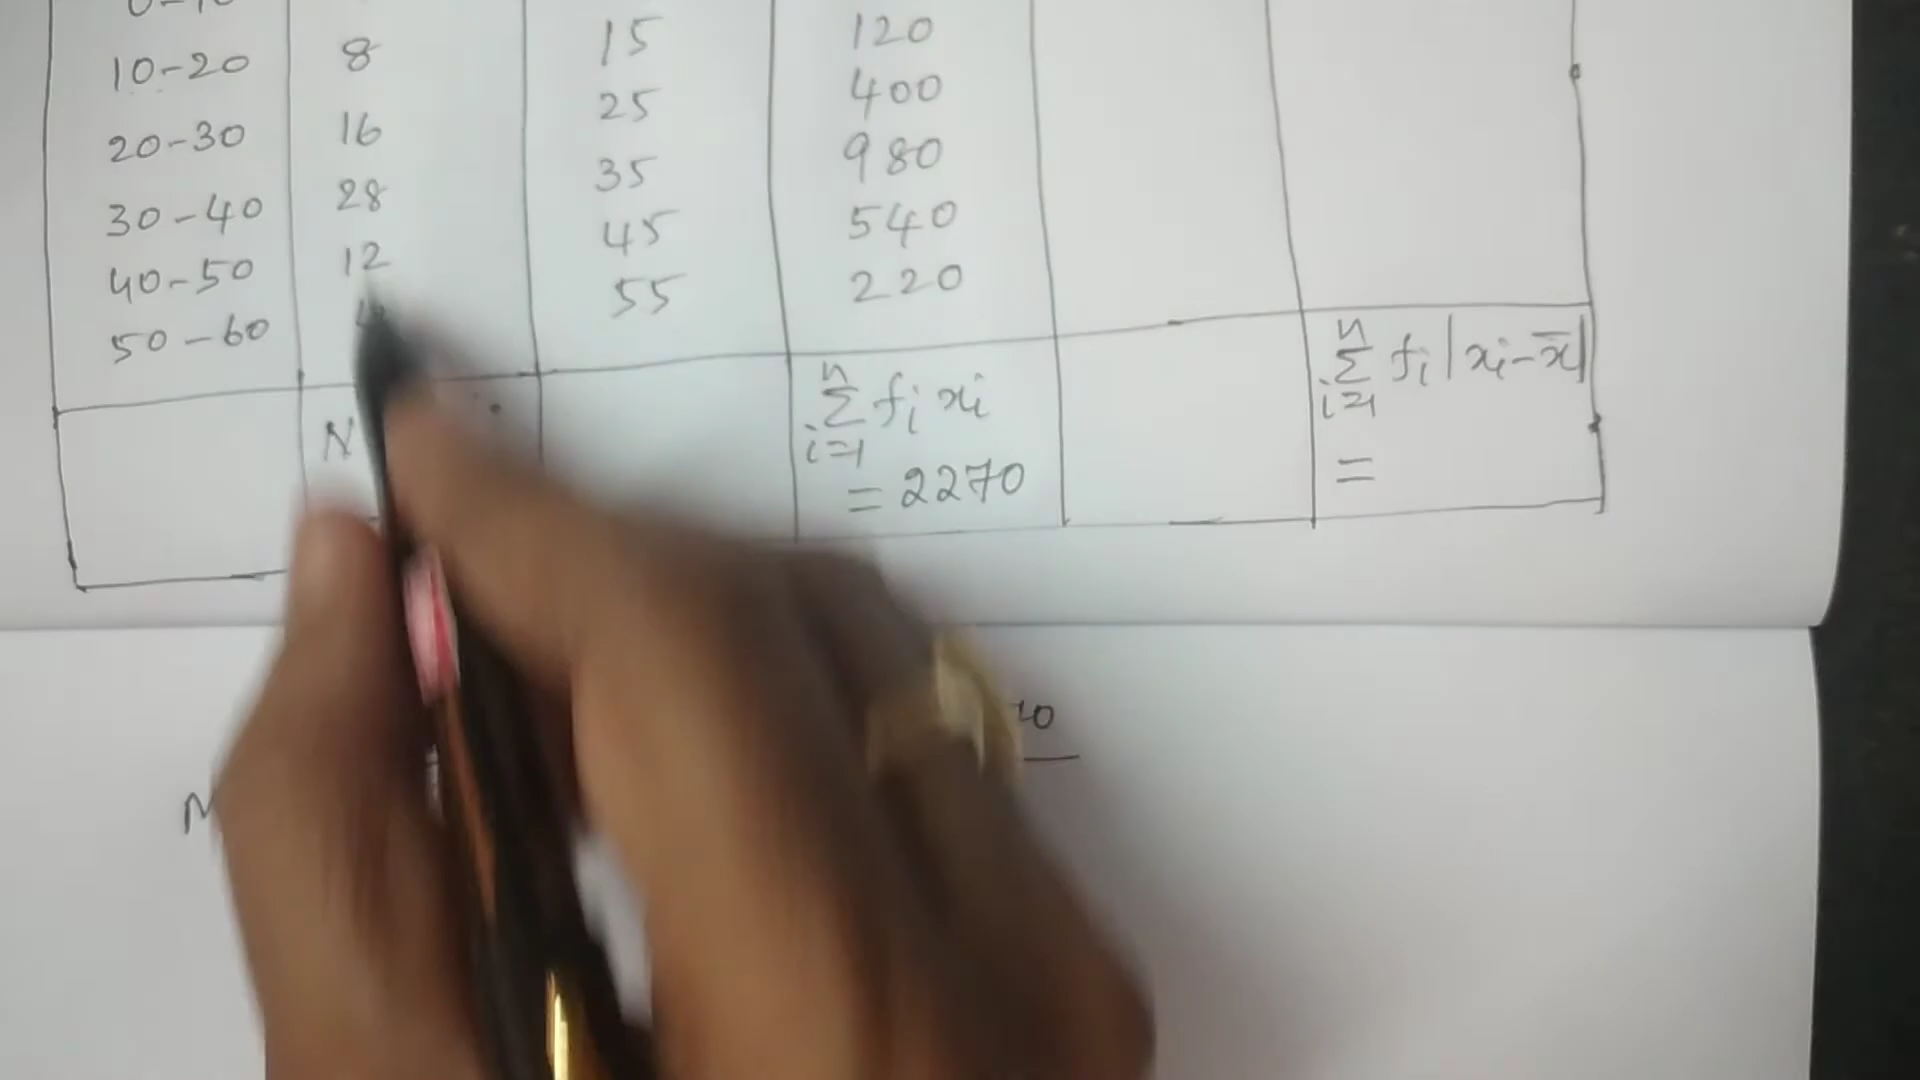 10-20 8 15 120
20-30 16 25 400
30-40 28 35 980
40-50 12 45 540
50-60 55 220
N
n
Σ fᵢ xᵢ
i=1
= 2270
n
Σ fᵢ |xᵢ - x̄|
i=1
=